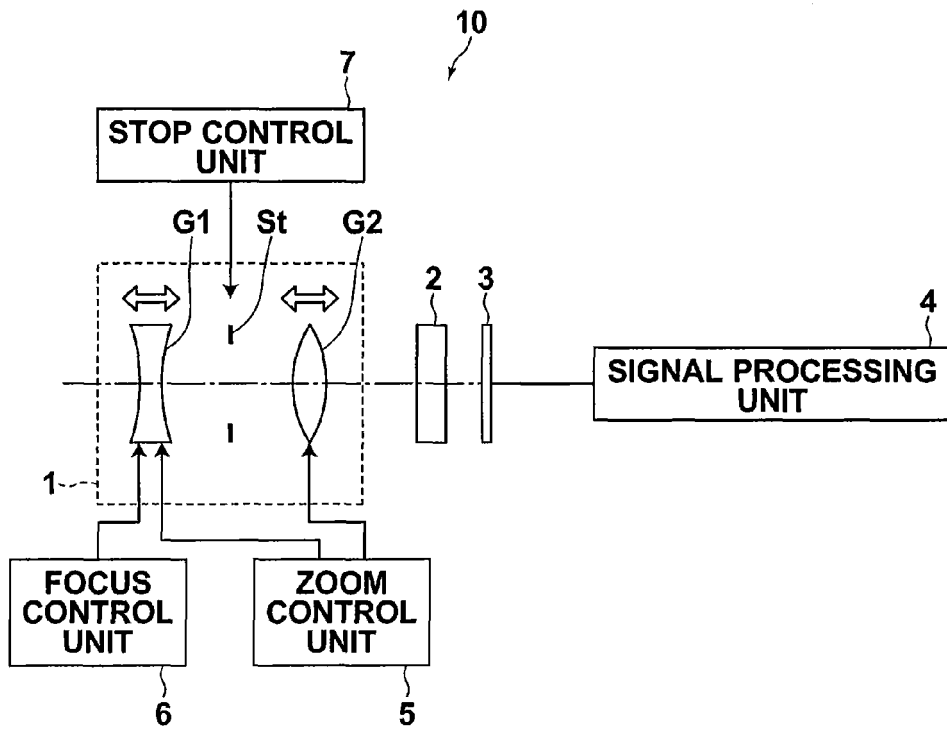 10
7
STOP CONTROL
UNIT
G1
St
G2
2
3
4
SIGNAL PROCESSING
UNIT
1
FOCUS
CONTROL
UNIT
ZOOM
CONTROL
UNIT
6
5